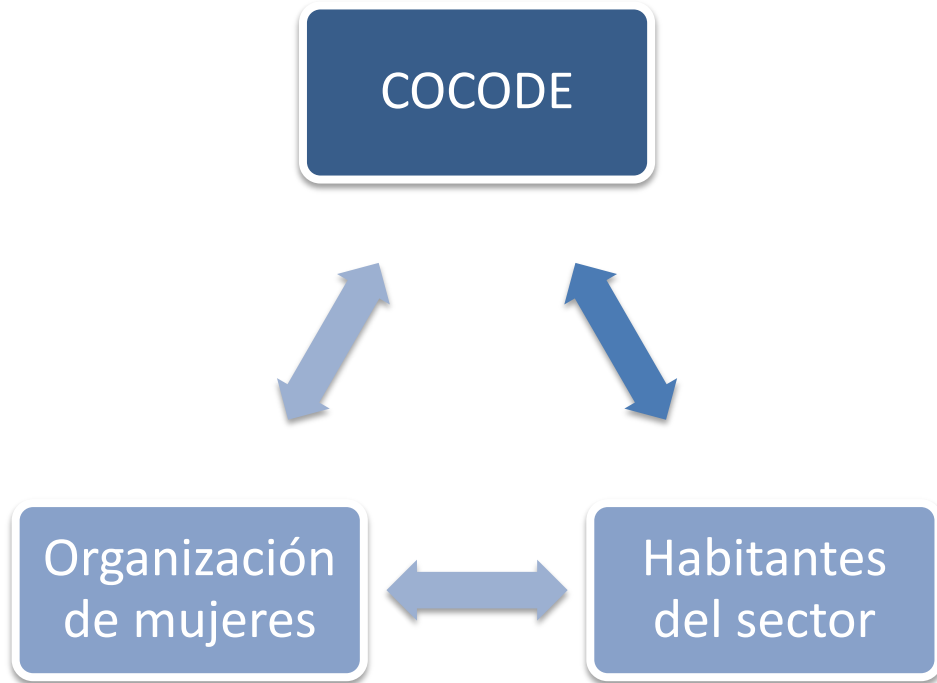 COCODE
Organización
de mujeres
Habitantes
del sector